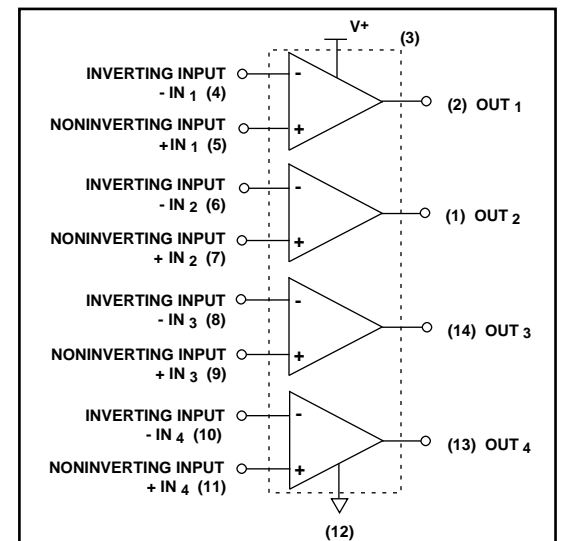 V+
(3)
INVERTING INPUT
- IN 1 (4)
-
(2) OUT 1
NONINVERTING INPUT
+IN 1 (5)
+
INVERTING INPUT
- IN 2 (6)
-
(1) OUT 2
NONINVERTING INPUT
+ IN 2 (7)
+
INVERTING INPUT
- IN 3 (8)
-
(14) OUT 3
NONINVERTING INPUT
+ IN 3 (9)
+
INVERTING INPUT
- IN 4 (10)
-
(13) OUT 4
NONINVERTING INPUT
+ IN 4 (11)
+
(12)